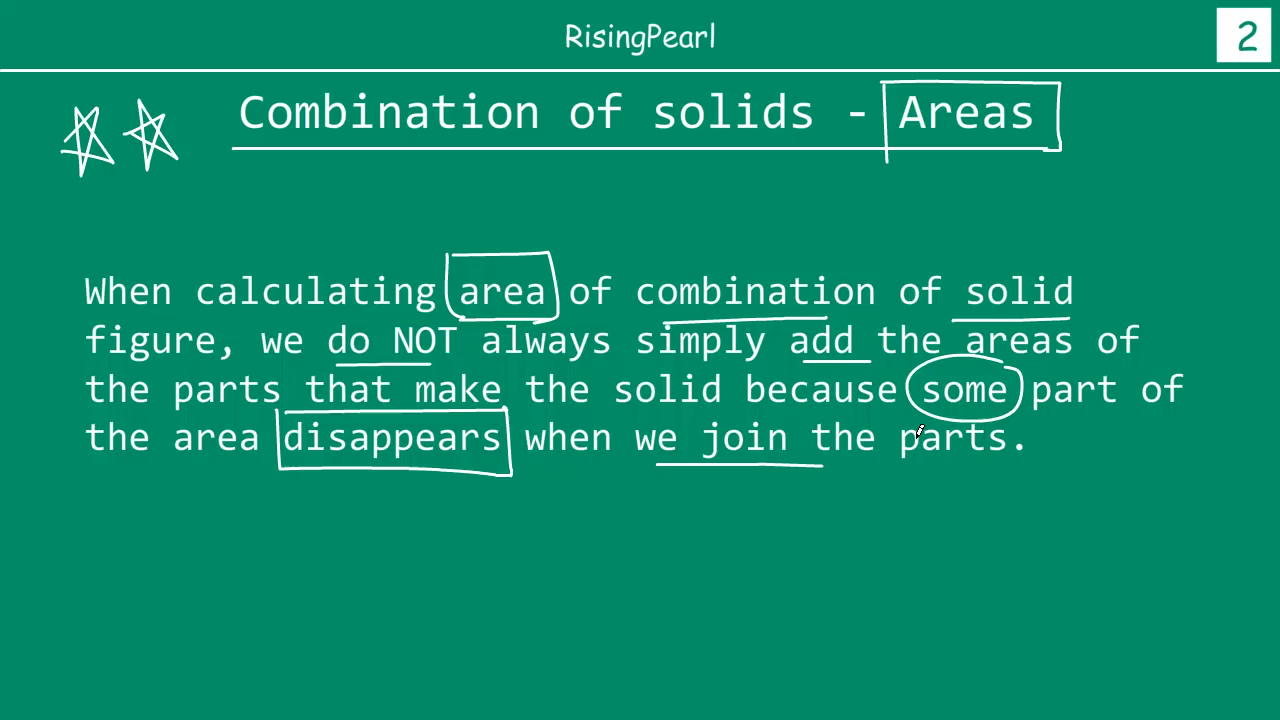 RisingPearl
2
Combination of solids - Areas
When calculating area of combination of solid
figure, we do NOT always simply add the areas of
the parts that make the solid because some part of
the area disappears when we join the parts.